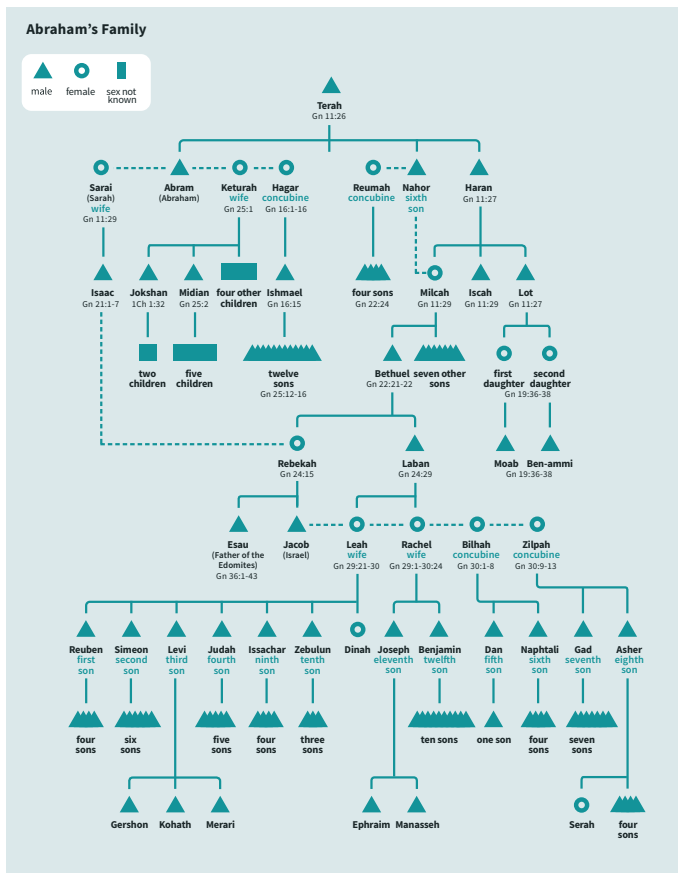 Abraham's Family
male
female
sex not
known
Terah
Gn 11:26
Sarai
(Sarah)
wife
Gn 11:29
Abram
(Abraham)
Keturah
wife
Gn 25:1
Hagar
concubine
Gn 16:1-16
Reumah
concubine
Nahor
sixth
son
Haran
Gn 11:27
Isaac
Gn 21:1-7
Jokshan
1Ch 1:32
Midian
Gn 25:2
four other
children
Ishmael
Gn 16:15
four sons
Gn 22:24
Milcah
Gn 11:29
Iscah
Gn 11:29
Lot
Gn 11:27
two
children
five
children
twelve
sons
Gn 25:12-16
Bethuel
Gn 22:21-22
seven other
sons
first
daughter
second
daughter
Gn 19:36-38
Rebekah
Gn 24:15
Laban
Gn 24:29
Moab
Ben-ammi
Gn 19:36-38
Esau
(Father of the
Edomites)
Gn 36:1-43
Jacob
(Israel)
Leah
wife
Gn 29:21-30
Rachel
wife
Gn 29:1-30:24
Bilhah
concubine
Gn 30:1-8
Zilpah
concubine
Gn 30:9-13
Reuben
first
son
Simeon
second
son
Levi
third
son
Judah
fourth
son
Issachar
ninth
son
Zebulun
tenth
son
Dinah
Joseph
eleventh
son
Benjamin
twelfth
son
Dan
fifth
son
Naphtali
sixth
son
Gad
seventh
son
Asher
eighth
son
four
sons
six
sons
five
sons
four
sons
three
sons
ten sons
one son
four
sons
seven
sons
Gershon
Kohath
Merari
Ephraim
Manasseh
Serah
four
sons